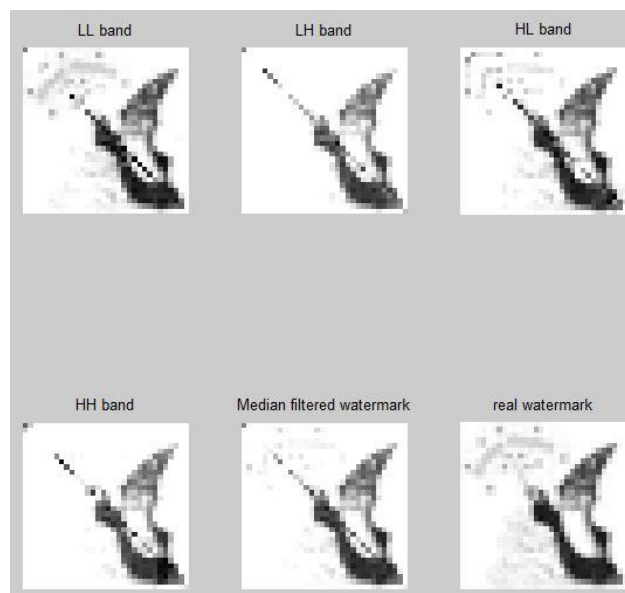 LL band
LH band
HL band
HH band
Median filtered watermark
real watermark